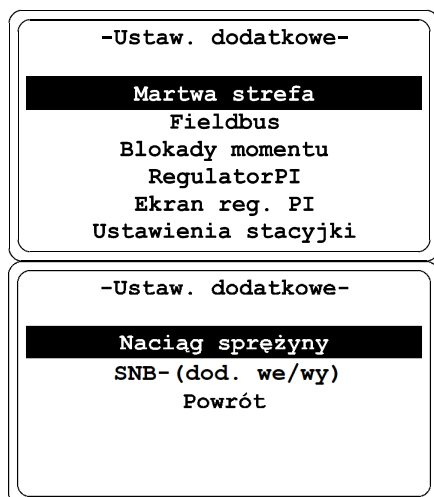 -Ustaw. dodatkowe-
Martwa strefa
Fieldbus
Blokady momentu
RegulatorPI
Ekran reg. PI
Ustawienia stacyjki
-Ustaw. dodatkowe-
Naciąg sprężyny
SNB-(dod. we/wy)
Powrót